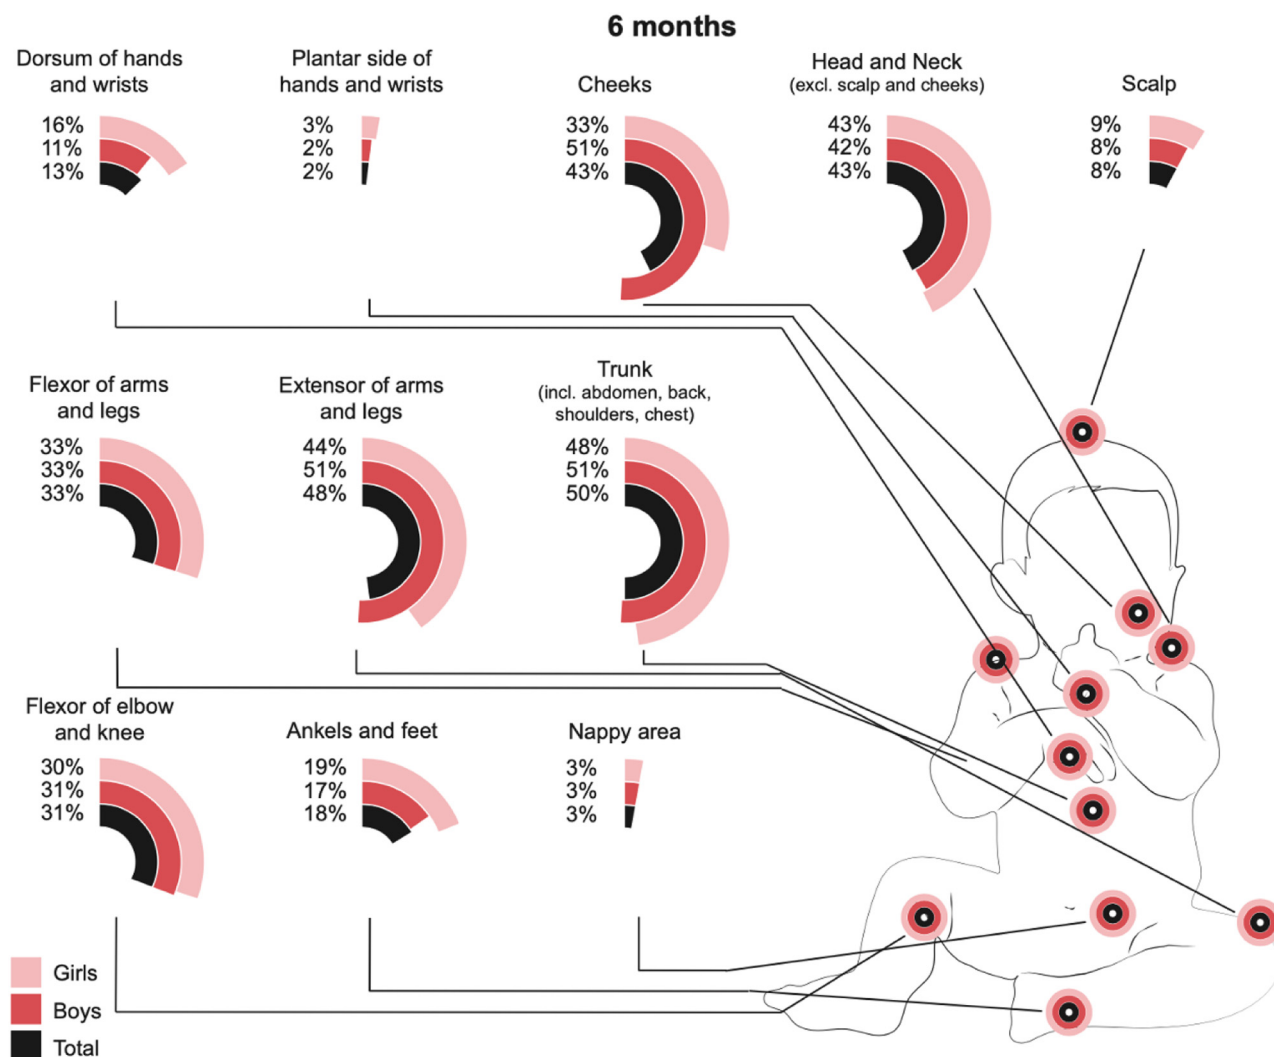 6 months
Dorsum of hands
and wrists
16%
11%
13%
Plantar side of
hands and wrists
3%
2%
2%
Cheeks
33%
51%
43%
Head and Neck
(excl. scalp and cheeks)
43%
42%
43%
Scalp
9%
8%
8%
Flexor of arms
and legs
33%
33%
33%
Extensor of arms
and legs
44%
51%
48%
Trunk
(incl. abdomen, back,
shoulders, chest)
48%
51%
50%
Flexor of elbow
and knee
30%
31%
31%
Ankels and feet
19%
17%
18%
Nappy area
3%
3%
3%
Girls
Boys
Total